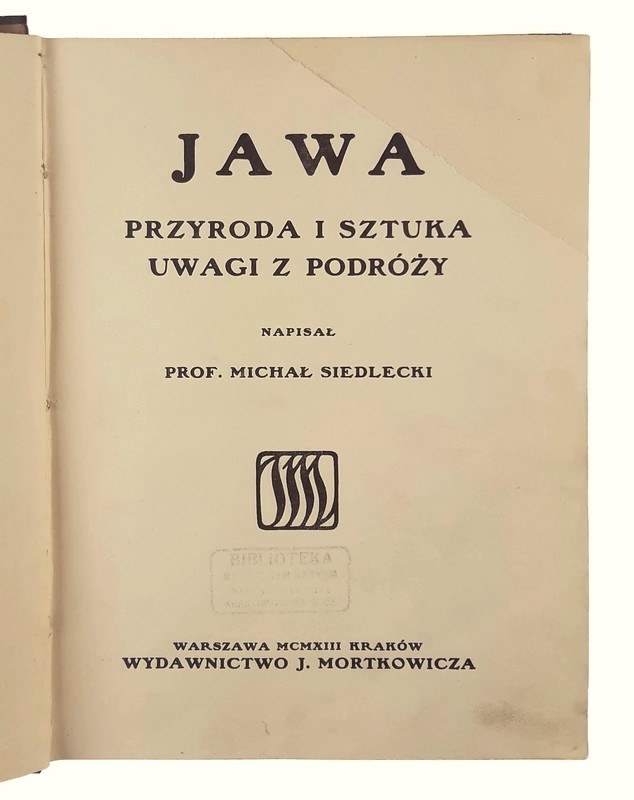 JAWA
PRZYRODA I SZTUKA
UWAGI Z PODRÓŻY
NAPISAŁ
PROF. MICHAŁ SIEDLECKI
BIBLIOTEKA
WARSZAWA MCMXIII KRAKÓW
WYDAWNICTWO J. MORTKOWICZA